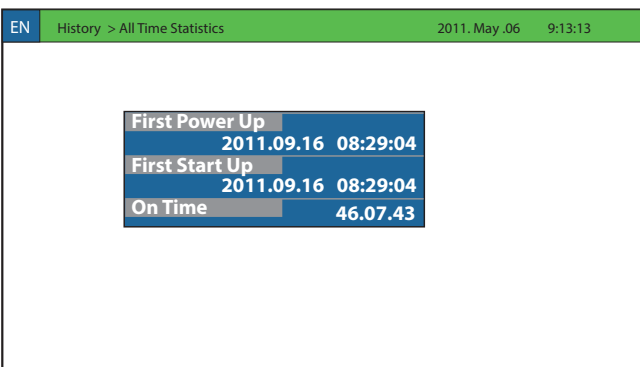 EN History > All Time Statistics 2011. May .06 9:13:13
First Power Up
2011.09.16 08:29:04
First Start Up
2011.09.16 08:29:04
On Time 46.07.43